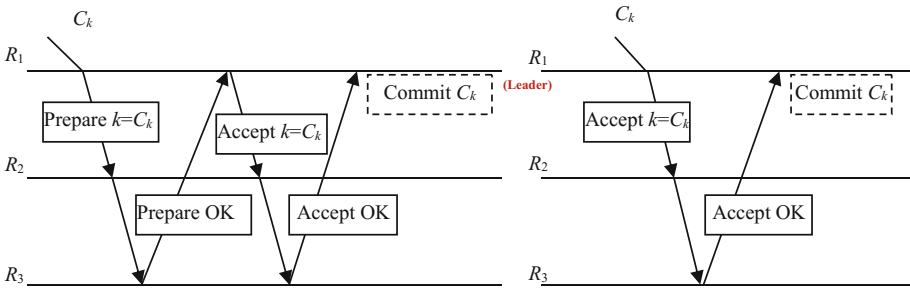 C_k
R_1
Prepare k=C_k
Accept k=C_k
Commit C_k
R_2
Prepare OK
Accept OK
R_3
C_k
R_1
(Leader)
Accept k=C_k
Commit C_k
R_2
Accept OK
R_3